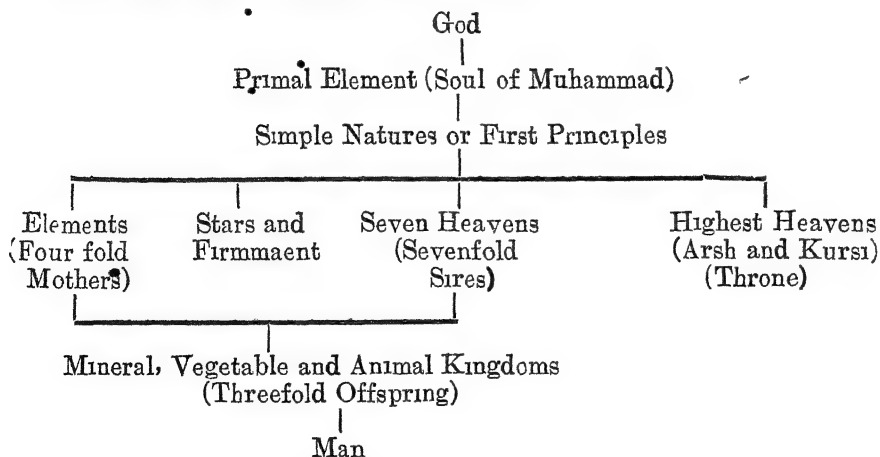 God
Primal Element (Soul of Muhammad)
Simple Natures or First Principles
Elements
(Four fold
Mothers)
Stars and
Firmmaent
Seven Heavens
(Sevenfold
Sires)
Highest Heavens
(Arsh and Kursi)
(Throne)
Mineral, Vegetable and Animal Kingdoms
(Threefold Offspring)
Man